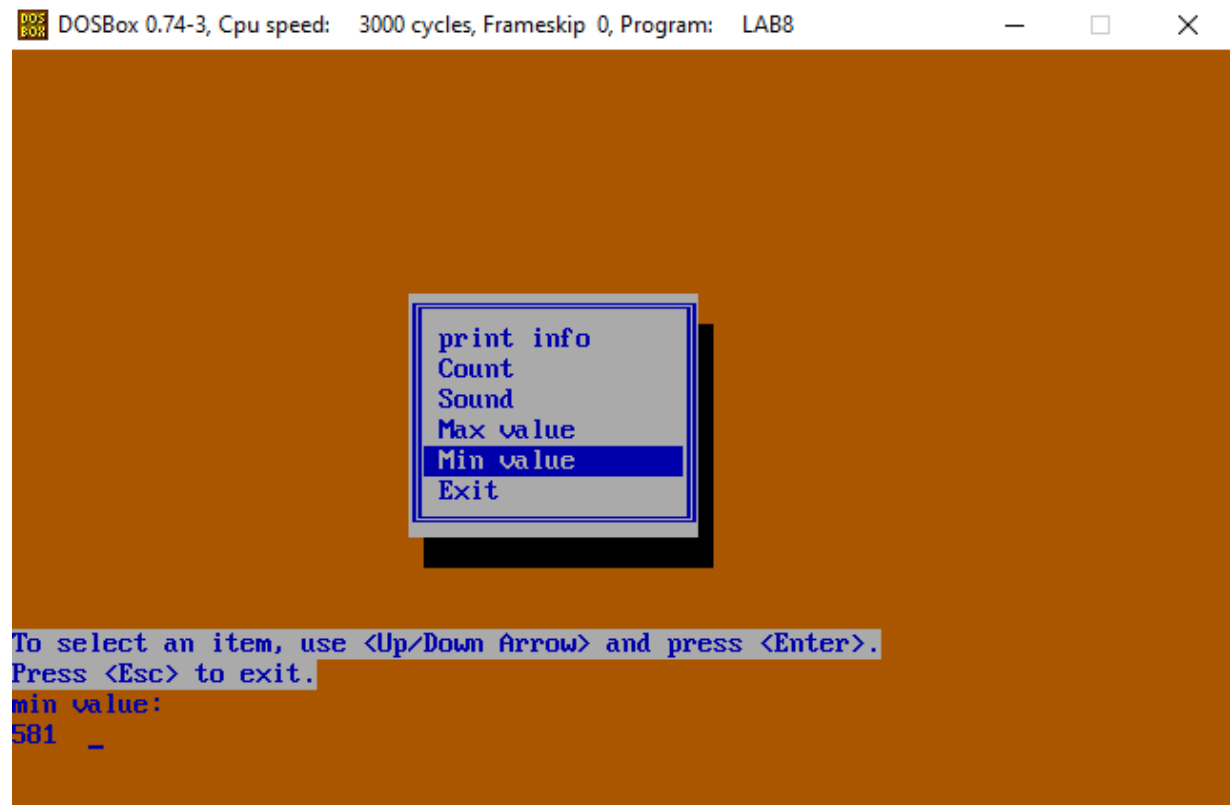 DOS
BOX
DOSBox 0.74-3, Cpu speed: 3000 cycles, Frameskip 0, Program: LAB8
print info
Count
Sound
Max value
Min value
Exit
To select an item, use <Up/Down Arrow> and press <Enter>.
Press <Esc> to exit.
min value:
581 _